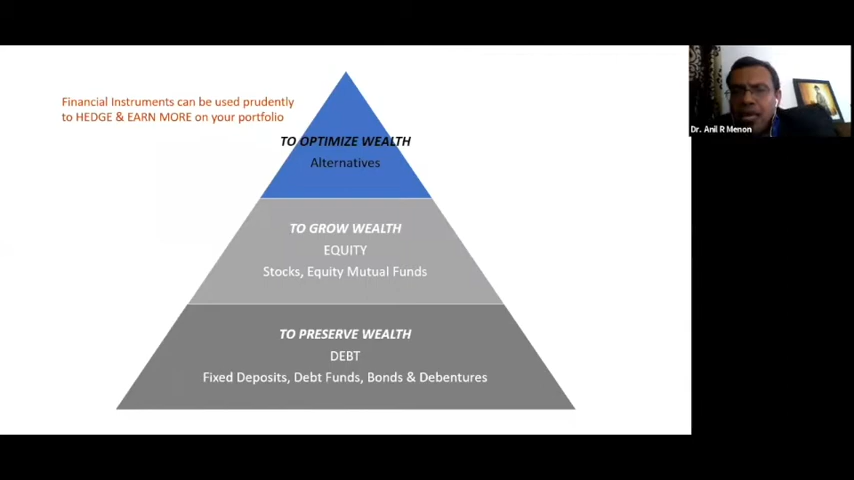 Financial Instruments can be used prudently
to HEDGE & EARN MORE on your portfolio
TO OPTIMIZE WEALTH
Alternatives
TO GROW WEALTH
EQUITY
Stocks, Equity Mutual Funds
TO PRESERVE WEALTH
DEBT
Fixed Deposits, Debt Funds, Bonds & Debentures
Dr. Anil R Menon